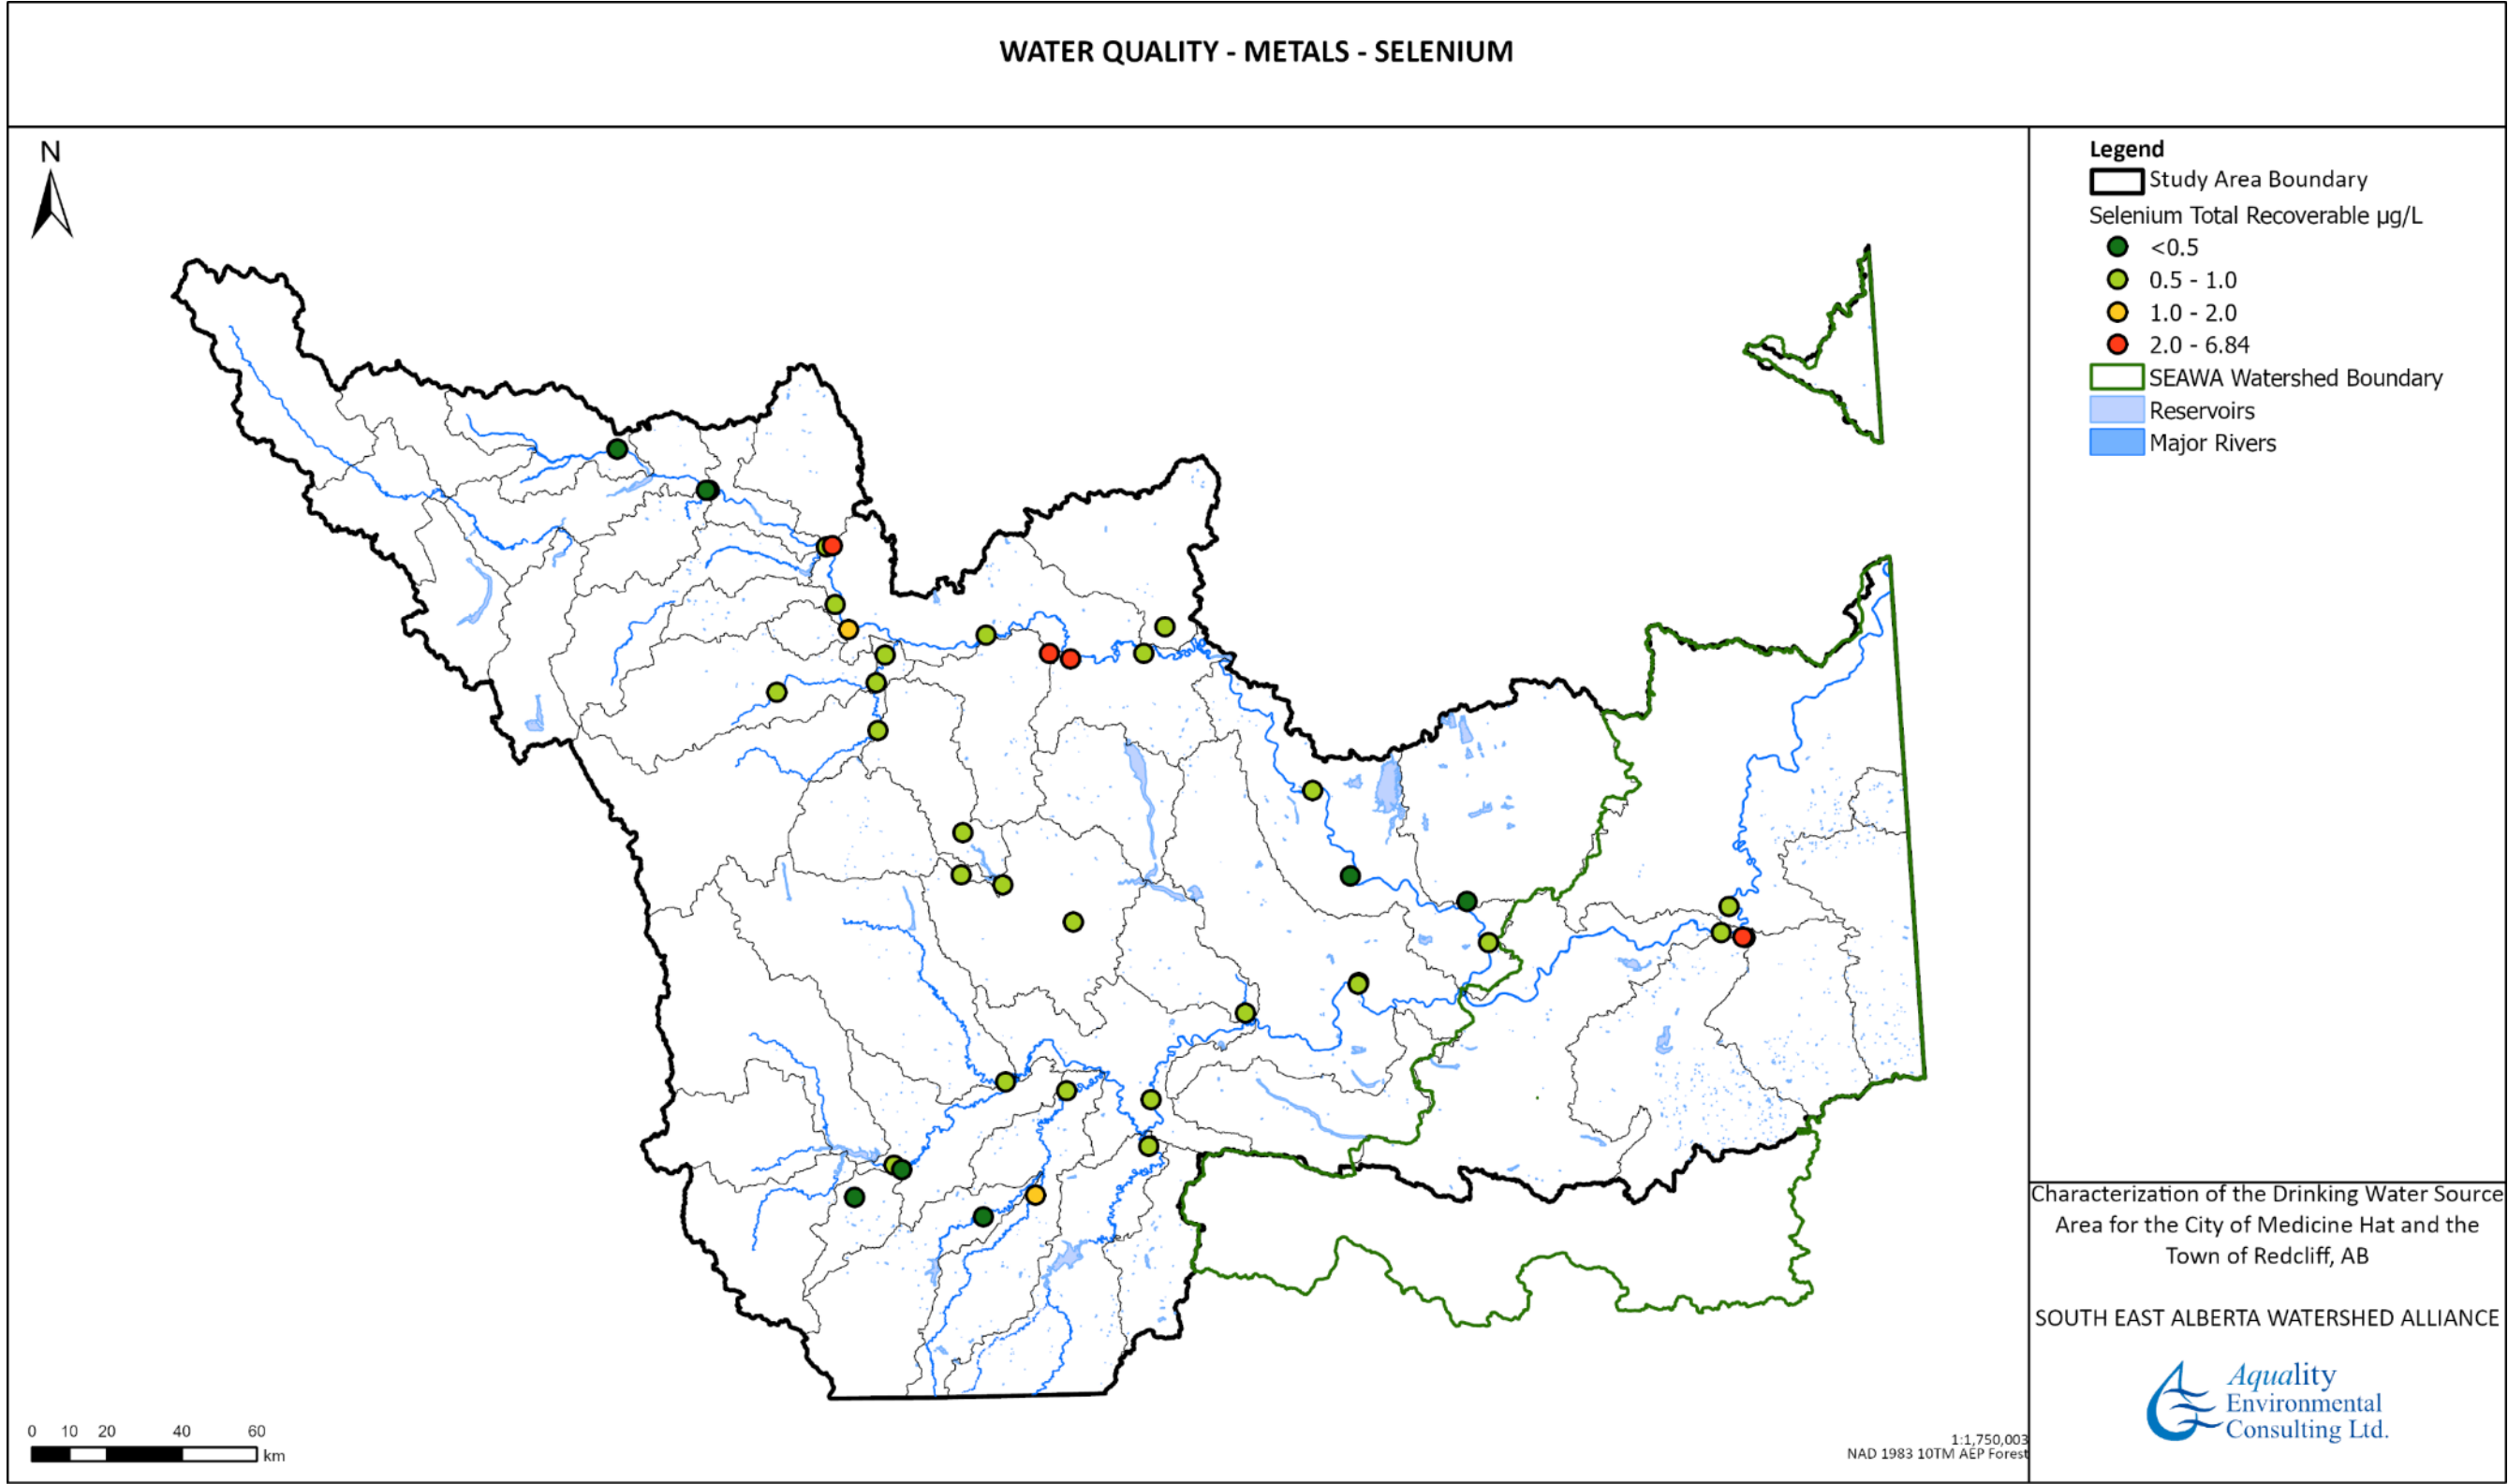 WATER QUALITY - METALS - SELENIUM
N
Legend
Study Area Boundary
Selenium Total Recoverable µg/L
<0.5
0.5 - 1.0
1.0 - 2.0
2.0 - 6.84
SEAWA Watershed Boundary
Reservoirs
Major Rivers
Characterization of the Drinking Water Source
Area for the City of Medicine Hat and the
Town of Redcliff, AB
SOUTH EAST ALBERTA WATERSHED ALLIANCE
Aquality
Environmental
Consulting Ltd.
0 10 20 40 60
km
1:1,750,003
NAD 1983 10TM AEP Forest